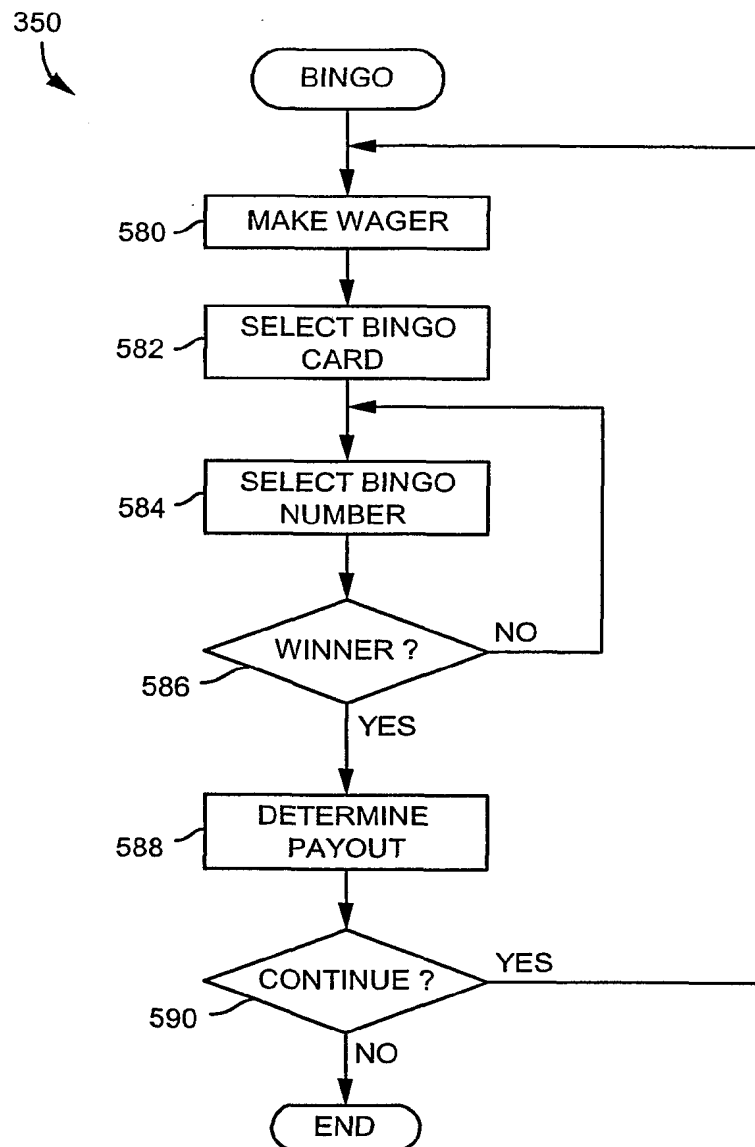 350
BINGO
580
MAKE WAGER
582
SELECT BINGO
CARD
584
SELECT BINGO
NUMBER
WINNER ?
NO
586
YES
588
DETERMINE
PAYOUT
CONTINUE ?
YES
590
NO
END